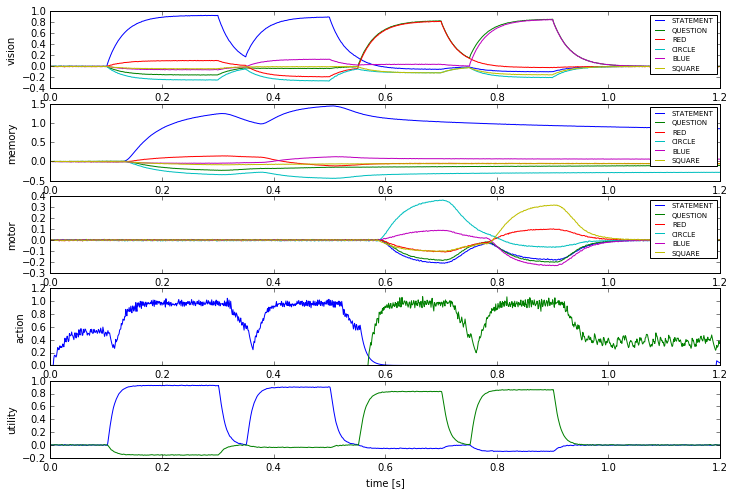 vision
1.0
0.8
0.6
0.4
0.2
0.0
−0.2
−0.4
0.0 0.2 0.4 0.6 0.8 1.0 1.2
STATEMENT
QUESTION
RED
CIRCLE
BLUE
SQUARE
memory
1.5
1.0
0.5
0.0
−0.5
0.0 0.2 0.4 0.6 0.8 1.0 1.2
STATEMENT
QUESTION
RED
CIRCLE
BLUE
SQUARE
motor
0.4
0.3
0.2
0.1
0.0
−0.1
−0.2
−0.3
0.0 0.2 0.4 0.6 0.8 1.0 1.2
STATEMENT
QUESTION
RED
CIRCLE
BLUE
SQUARE
action
1.2
1.0
0.8
0.6
0.4
0.2
0.0
0.0 0.2 0.4 0.6 0.8 1.0 1.2
utility
1.0
0.8
0.6
0.4
0.2
0.0
−0.2
0.0 0.2 0.4 0.6 0.8 1.0 1.2
time [s]